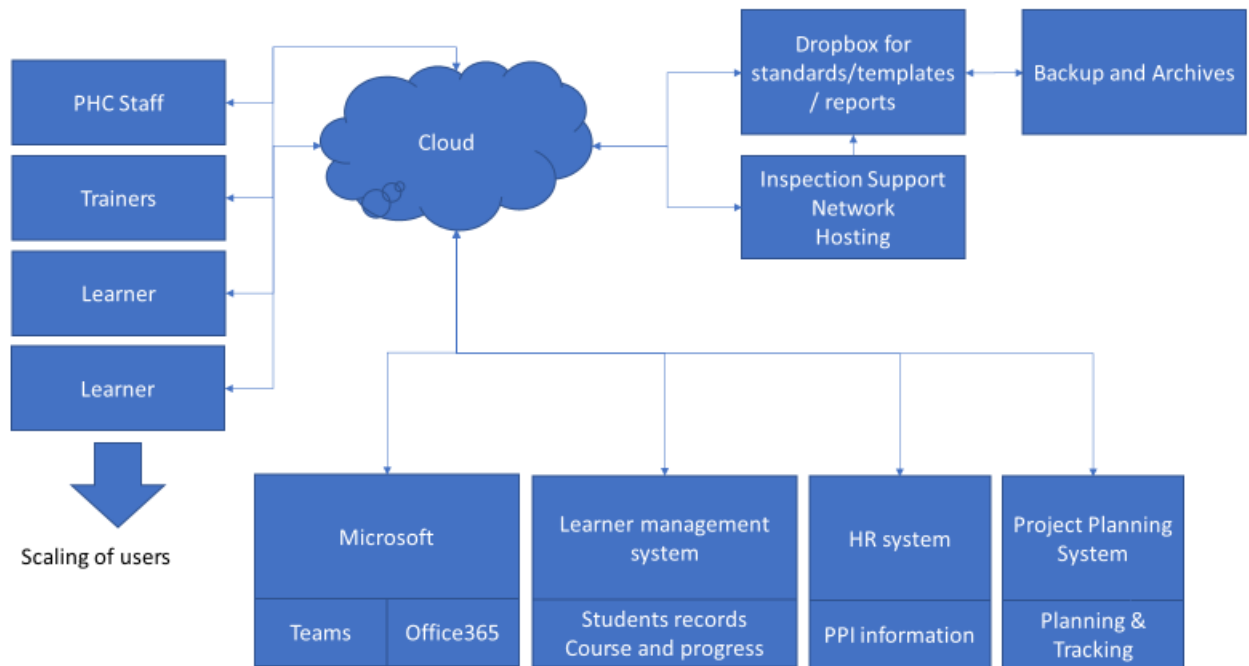 PHC Staff
Trainers
Learner
Learner
Scaling of users
Cloud
Dropbox for
standards/templates
/ reports
Backup and Archives
Inspection Support
Network
Hosting
Microsoft
Teams
Office365
Learner management
system
Students records
Course and progress
HR system
PPI information
Project Planning
System
Planning &
Tracking